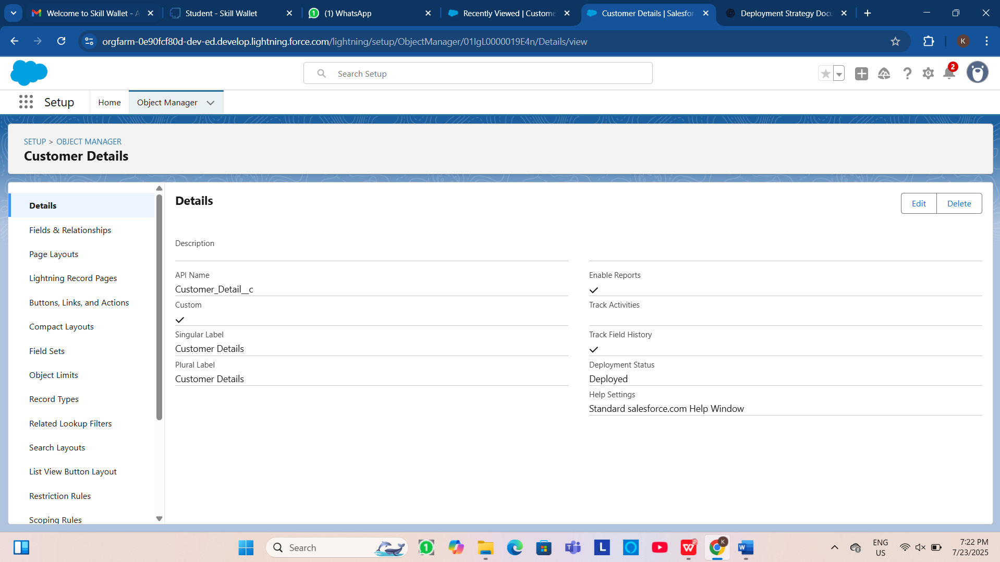 Welcome to Skill Wallet - A
Student - Skill Wallet
(1) WhatsApp
Recently Viewed | Custome
Customer Details | Salesfor
Deployment Strategy Docu
orgfarm-0e90fcf80d-dev-ed.develop.lightning.force.com/lightning/setup/ObjectManager/01IgL0000019E4n/Details/view
K
Search Setup
2
Setup
Home
Object Manager
SETUP > OBJECT MANAGER
Customer Details
Details
Fields & Relationships
Page Layouts
Lightning Record Pages
Buttons, Links, and Actions
Compact Layouts
Field Sets
Object Limits
Record Types
Related Lookup Filters
Search Layouts
List View Button Layout
Restriction Rules
Scoping Rules
Details
Edit
Delete
Description
API Name
Customer_Detail__c
Custom
Singular Label
Customer Details
Plural Label
Customer Details
Enable Reports
Track Activities
Track Field History
Deployment Status
Deployed
Help Settings
Standard salesforce.com Help Window
Search
ENG
US
7:22 PM
7/23/2025